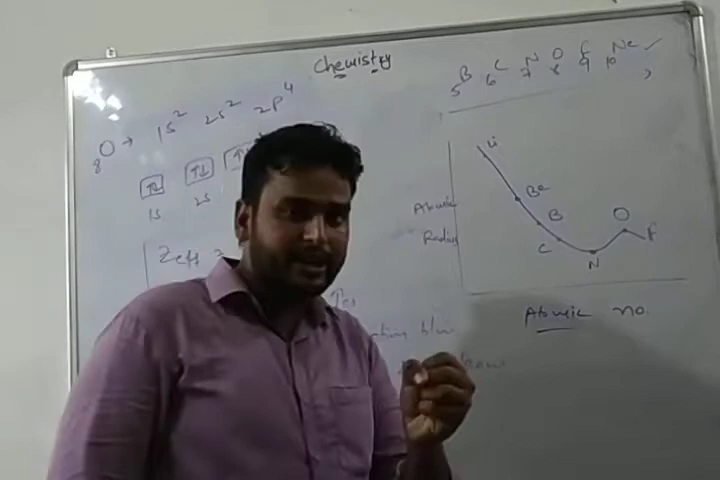 Chemistry
5B 6C 7N 8O 9F 10Ne ✓
8O → 1s² 2s² 2p⁴
↑↓ ↑↓ ↑↓
1s 2s
Zeff
Li
Be
B
C
N
O
F
Atomic
Radius
Atomic no.